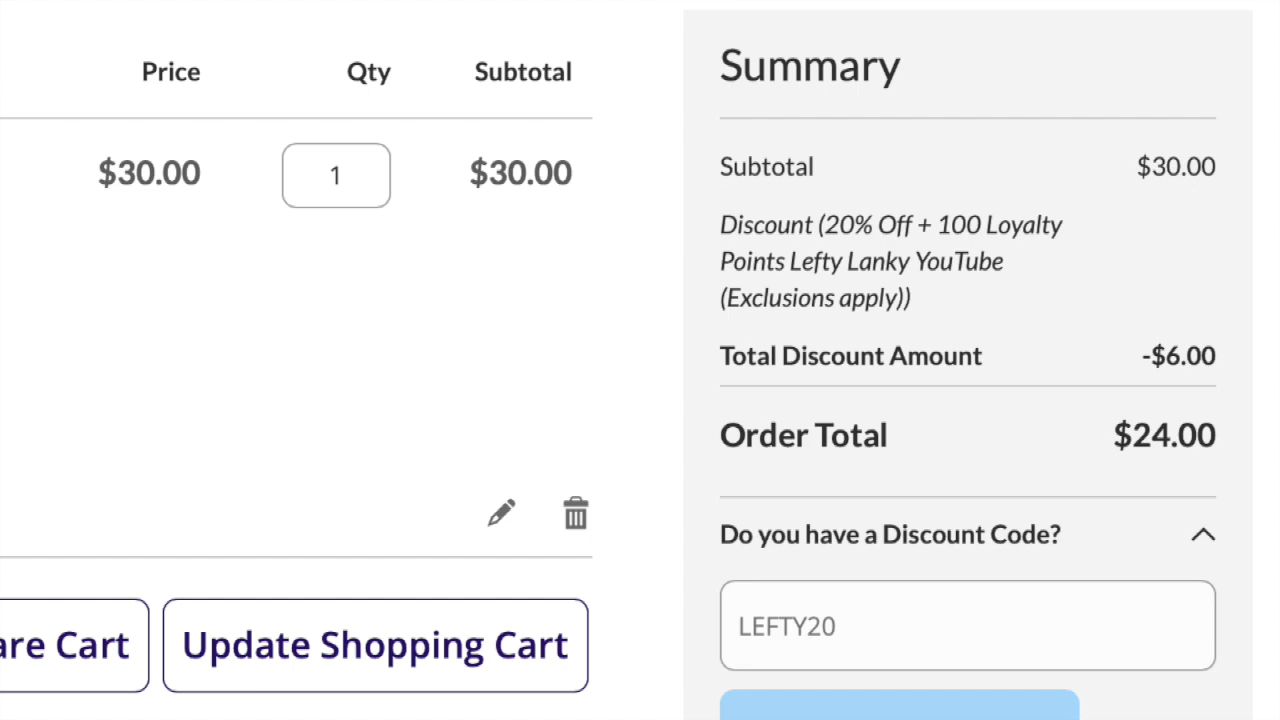 Price Qty Subtotal
$30.00 1 $30.00
are Cart Update Shopping Cart
Summary
Subtotal $30.00
Discount (20% Off + 100 Loyalty
Points Lefty Lanky YouTube
(Exclusions apply))
Total Discount Amount -$6.00
Order Total $24.00
Do you have a Discount Code?
LEFTY20